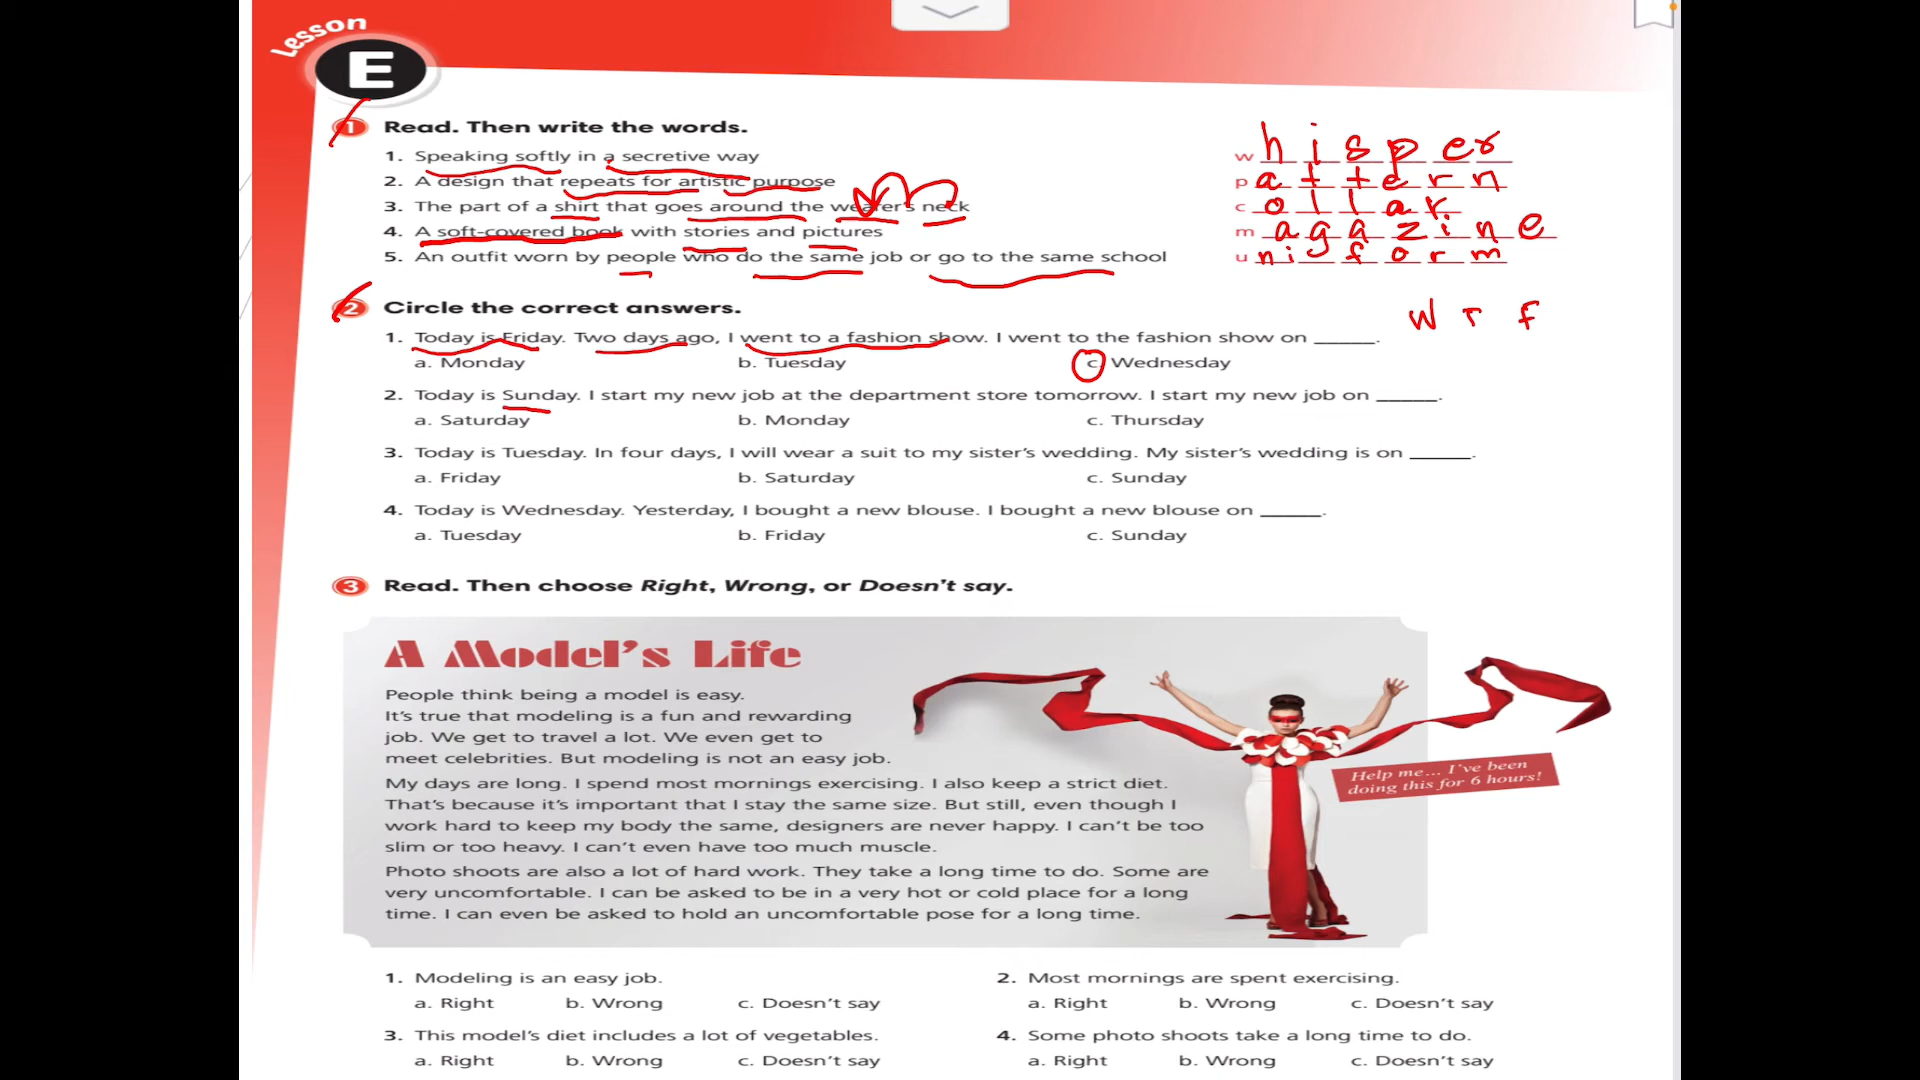 Lesson
E
1 Read. Then write the words.
1. Speaking softly in a secretive way whisper
2. A design that repeats for artistic purpose pattern
3. The part of a shirt that goes around the wearer's neck collar
4. A soft-covered book with stories and pictures magazine
5. An outfit worn by people who do the same job or go to the same school uniform
w T f
2 Circle the correct answers.
1. Today is Friday. Two days ago, I went to a fashion show. I went to the fashion show on _____.
a. Monday b. Tuesday c. Wednesday
2. Today is Sunday. I start my new job at the department store tomorrow. I start my new job on _____.
a. Saturday b. Monday c. Thursday
3. Today is Tuesday. In four days, I will wear a suit to my sister's wedding. My sister's wedding is on _____.
a. Friday b. Saturday c. Sunday
4. Today is Wednesday. Yesterday, I bought a new blouse. I bought a new blouse on _____.
a. Tuesday b. Friday c. Sunday
3 Read. Then choose Right, Wrong, or Doesn't say.
A Model's Life
People think being a model is easy.
It's true that modeling is a fun and rewarding
job. We get to travel a lot. We even get to
meet celebrities. But modeling is not an easy job.
My days are long. I spend most mornings exercising. I also keep a strict diet.
That's because it's important that I stay the same size. But still, even though I
work hard to keep my body the same, designers are never happy. I can't be too
slim or too heavy. I can't even have too much muscle.
Photo shoots are also a lot of hard work. They take a long time to do. Some are
very uncomfortable. I can be asked to be in a very hot or cold place for a long
time. I can even be asked to hold an uncomfortable pose for a long time.
Help me... I've been
doing this for 6 hours!
1. Modeling is an easy job.
a. Right b. Wrong c. Doesn't say
2. Most mornings are spent exercising.
a. Right b. Wrong c. Doesn't say
3. This model's diet includes a lot of vegetables.
a. Right b. Wrong c. Doesn't say
4. Some photo shoots take a long time to do.
a. Right b. Wrong c. Doesn't say